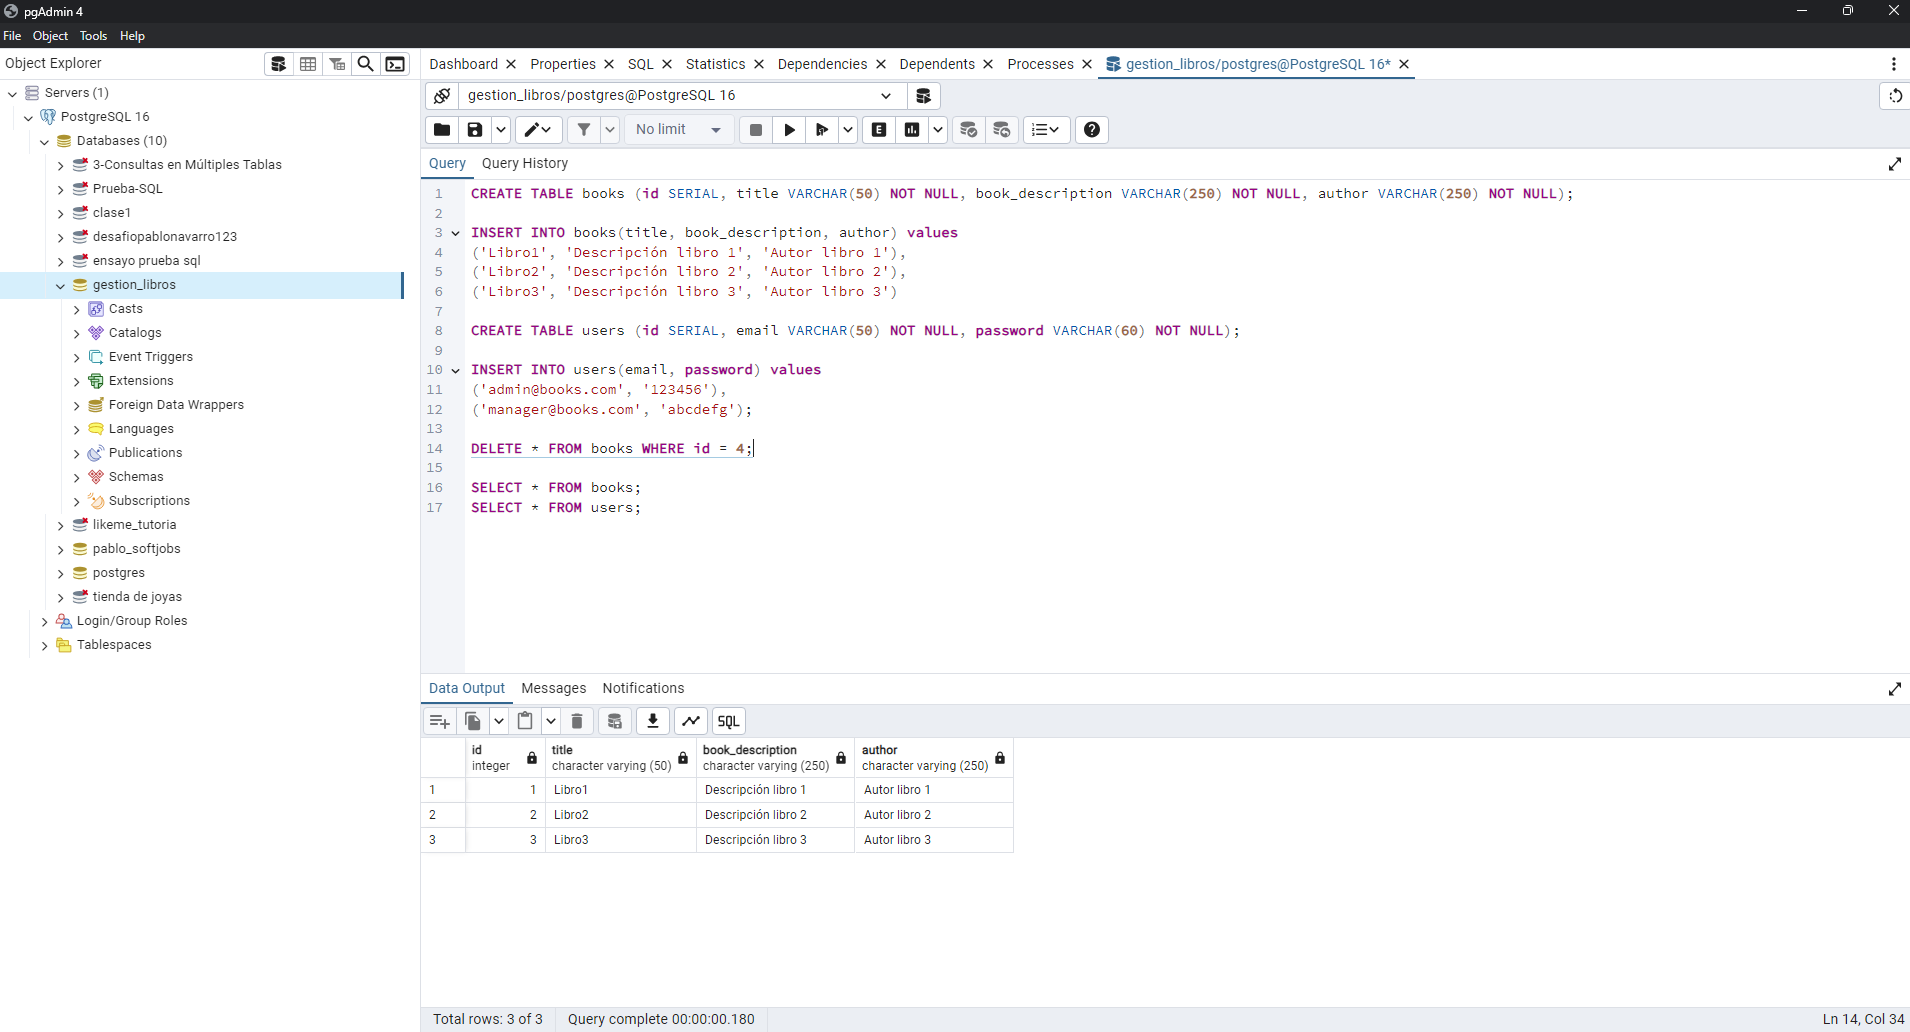 pgAdmin 4
File Object Tools Help
Object Explorer
Servers (1)
PostgreSQL 16
Databases (10)
3-Consultas en Múltiples Tablas
Prueba-SQL
clase1
desafiopablonavarro123
ensayo prueba sql
gestion_libros
Casts
Catalogs
Event Triggers
Extensions
Foreign Data Wrappers
Languages
Publications
Schemas
Subscriptions
likeme_tutoria
pablo_softjobs
postgres
tienda de joyas
Login/Group Roles
Tablespaces
Dashboard Properties SQL Statistics Dependencies Dependents Processes gestion_libros/postgres@PostgreSQL 16*
gestion_libros/postgres@PostgreSQL 16
No limit E
Query Query History
1 CREATE TABLE books (id SERIAL, title VARCHAR(50) NOT NULL, book_description VARCHAR(250) NOT NULL, author VARCHAR(250) NOT NULL);
2
3 INSERT INTO books(title, book_description, author) values
4 ('Libro1', 'Descripción libro 1', 'Autor libro 1'),
5 ('Libro2', 'Descripción libro 2', 'Autor libro 2'),
6 ('Libro3', 'Descripción libro 3', 'Autor libro 3')
7
8 CREATE TABLE users (id SERIAL, email VARCHAR(50) NOT NULL, password VARCHAR(60) NOT NULL);
9
10 INSERT INTO users(email, password) values
11 ('admin@books.com', '123456'),
12 ('manager@books.com', 'abcdefg');
13
14 DELETE * FROM books WHERE id = 4;
15
16 SELECT * FROM books;
17 SELECT * FROM users;
Data Output Messages Notifications
SQL
id title book_description author
integer character varying (50) character varying (250) character varying (250)
1 1 Libro1 Descripción libro 1 Autor libro 1
2 2 Libro2 Descripción libro 2 Autor libro 2
3 3 Libro3 Descripción libro 3 Autor libro 3
Total rows: 3 of 3 Query complete 00:00:00.180 Ln 14, Col 34